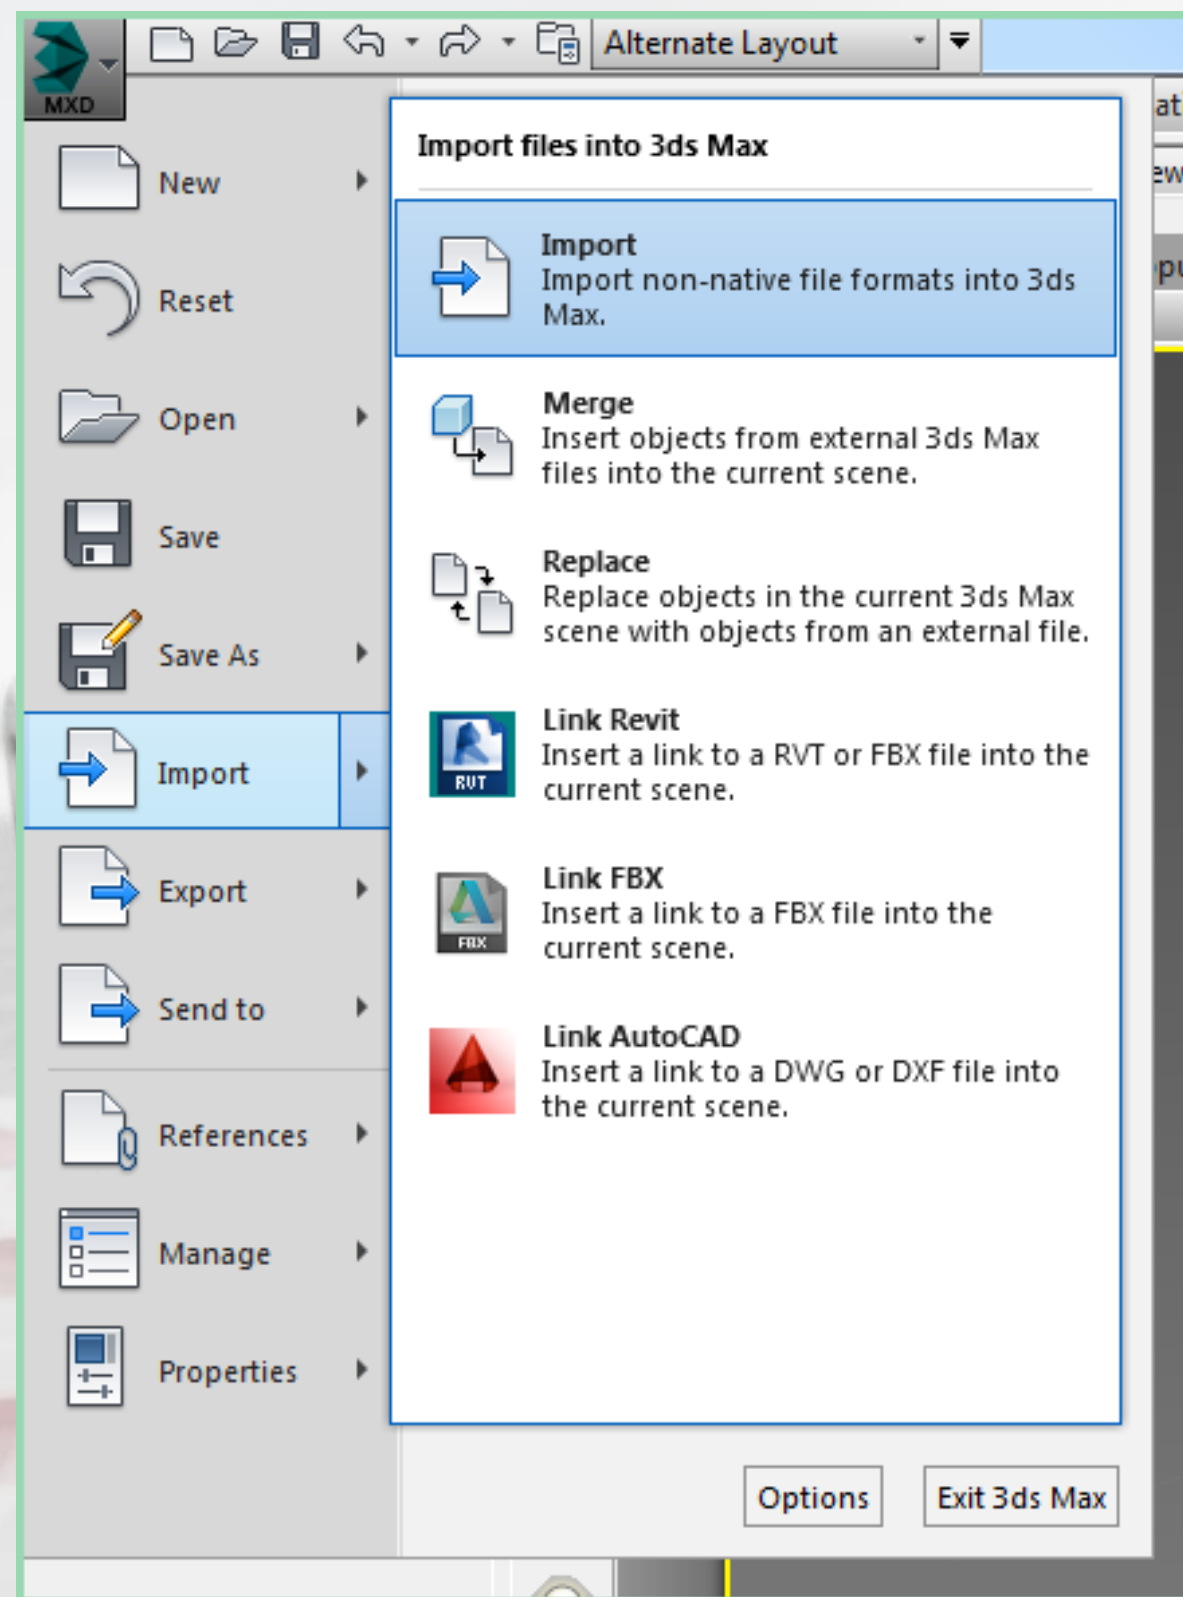 Alternate Layout
MXD
Import files into 3ds Max
New
Reset
Open
Save
Save As
Import
Export
Send to
References
Manage
Properties
Import
Import non-native file formats into 3ds
Max.
Merge
Insert objects from external 3ds Max
files into the current scene.
Replace
Replace objects in the current 3ds Max
scene with objects from an external file.
Link Revit
Insert a link to a RVT or FBX file into the
current scene.
RVT
Link FBX
Insert a link to a FBX file into the
current scene.
FBX
Link AutoCAD
Insert a link to a DWG or DXF file into
the current scene.
Options
Exit 3ds Max